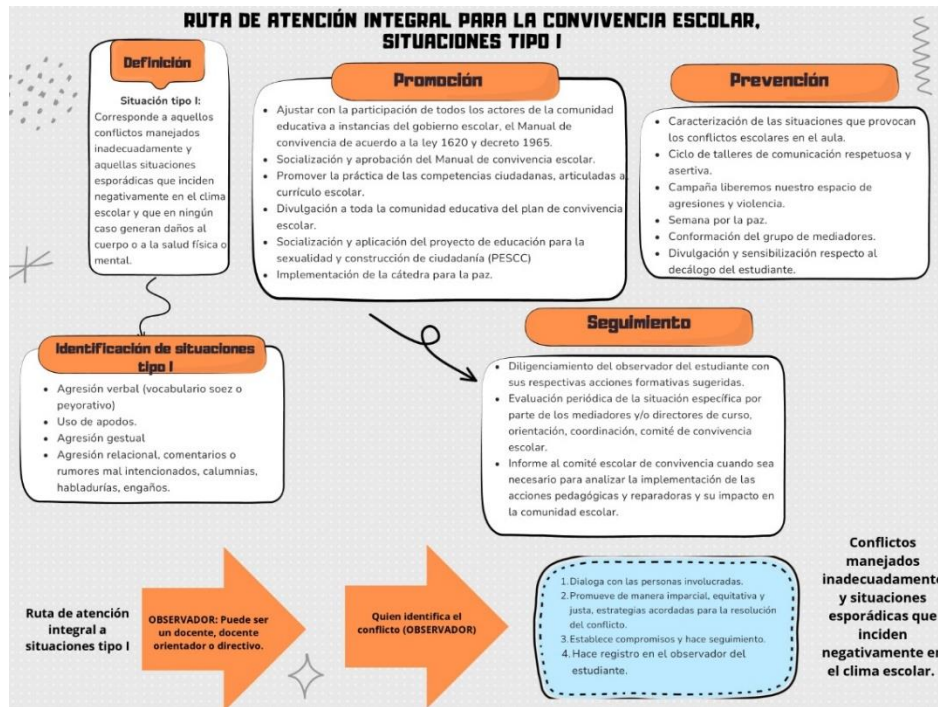 RUTA DE ATENCIÓN INTEGRAL PARA LA CONVIVENCIA ESCOLAR,
SITUACIONES TIPO I
Definición
Situación tipo I:
Corresponde a aquellos
conflictos manejados
inadecuadamente y
aquellas situaciones
esporádicas que inciden
negativamente en el clima
escolar y que en ningún
caso generan daños al
cuerpo o a la salud física o
mental.
Promoción
• Ajustar con la participación de todos los actores de la comunidad
educativa a instancias del gobierno escolar, el Manual de
convivencia de acuerdo a la ley 1620 y decreto 1965.
• Socialización y aprobación del Manual de convivencia escolar.
• Promover la práctica de las competencias ciudadanas, articuladas a
currículo escolar.
• Divulgación a toda la comunidad educativa del plan de convivencia
escolar.
• Socialización y aplicación del proyecto de educación para la
sexualidad y construcción de ciudadanía (PESCC)
• Implementación de la cátedra para la paz.
Prevención
• Caracterización de las situaciones que provocan
los conflictos escolares en el aula.
• Ciclo de talleres de comunicación respetuosa y
asertiva.
• Campaña liberemos nuestro espacio de
agresiones y violencia.
• Semana por la paz.
• Conformación del grupo de mediadores.
• Divulgación y sensibilización respecto al
decálogo del estudiante.
Identificación de situaciones
tipo I
• Agresión verbal (vocabulario soez o
peyorativo)
• Uso de apodos.
• Agresión gestual
• Agresión relacional, comentarios o
rumores mal intencionados, calumnias,
habladurías, engaños.
Seguimiento
• Diligenciamiento del observador del estudiante con
sus respectivas acciones formativas sugeridas.
• Evaluación periódica de la situación específica por
parte de los mediadores y/o directores de curso,
orientación, coordinación, comité de convivencia
escolar.
• Informe al comité escolar de convivencia cuando sea
necesario para analizar la implementación de las
acciones pedagógicas y reparadoras y su impacto en
la comunidad escolar.
Ruta de atención
integral a
situaciones tipo I
OBSERVADOR: Puede ser
un docente, docente
orientador o directivo.
Quien identifica el
conflicto (OBSERVADOR)
1. Dialoga con las personas involucradas.
2. Promueve de manera imparcial, equitativa y
justa, estrategias acordadas para la resolución
del conflicto.
3. Establece compromisos y hace seguimiento.
4. Hace registro en el observador del
estudiante.
Conflictos
manejados
inadecuadamente
y situaciones
esporádicas que
inciden
negativamente en
el clima escolar.